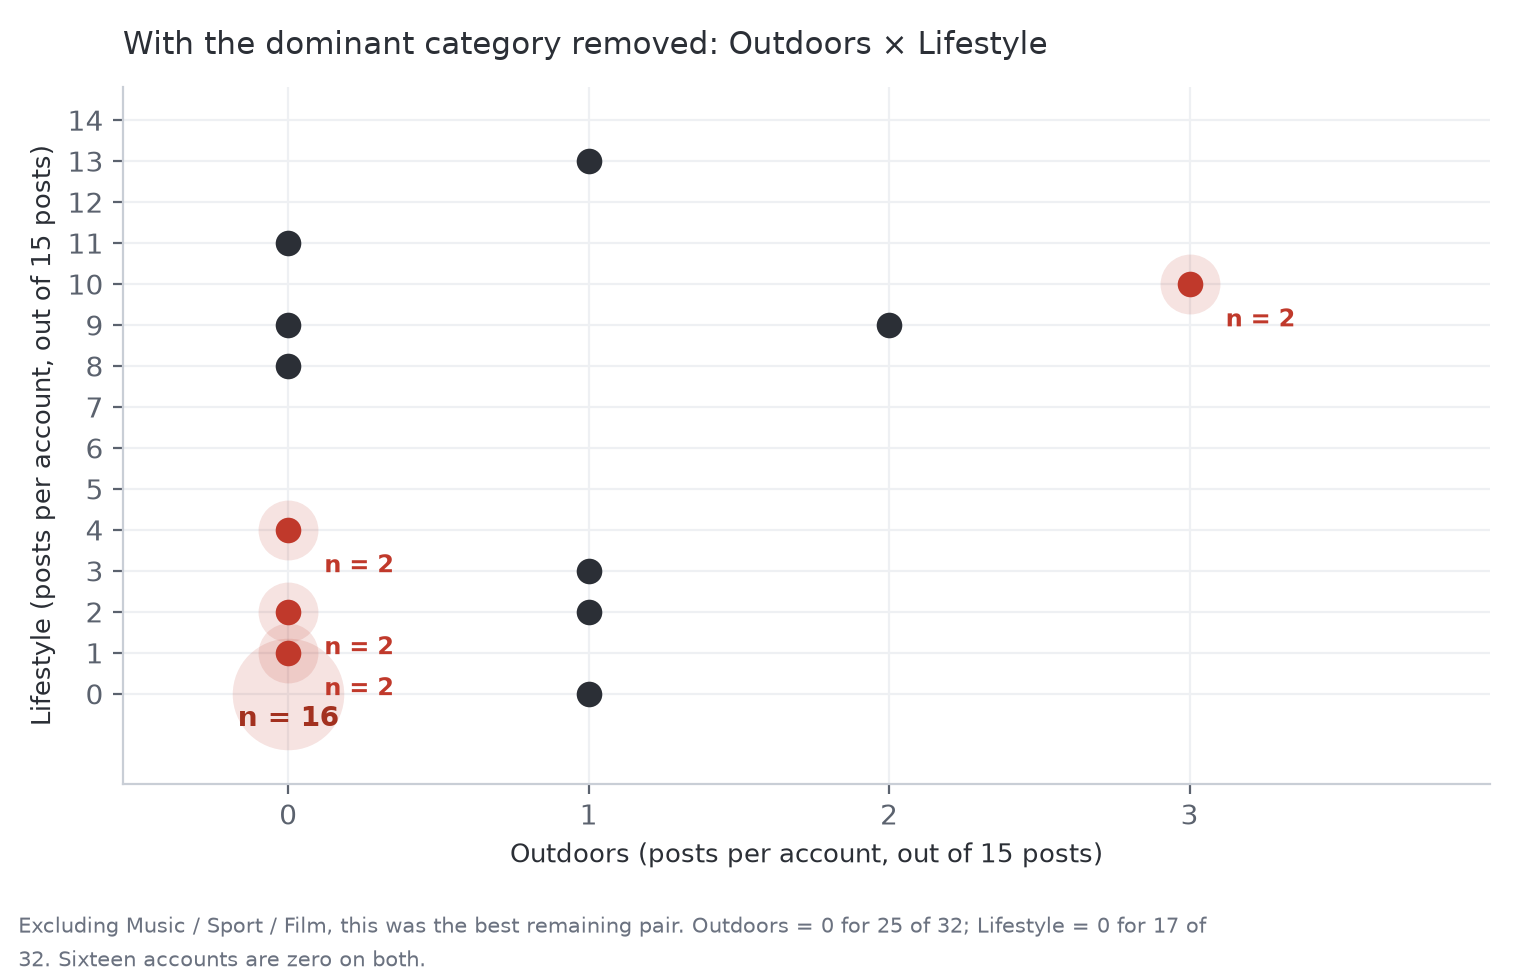 With the dominant category removed: Outdoors × Lifestyle
Lifestyle (posts per account, out of 15 posts)
14
13
12
11
10
9
8
7
6
5
4
3
2
1
0
n = 2
n = 2
n = 2
n = 2
n = 16
0 1 2 3
Outdoors (posts per account, out of 15 posts)
Excluding Music / Sport / Film, this was the best remaining pair. Outdoors = 0 for 25 of 32; Lifestyle = 0 for 17 of
32. Sixteen accounts are zero on both.